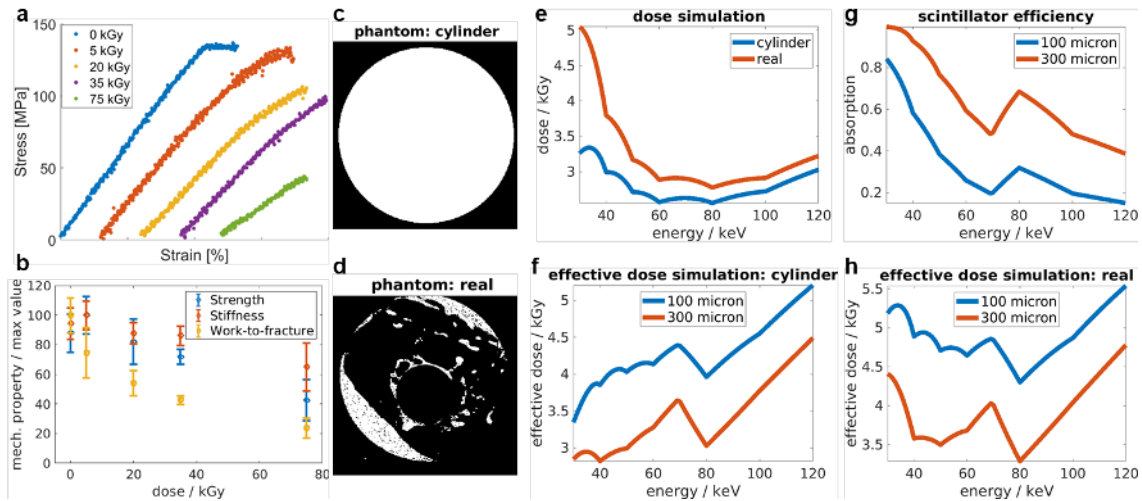 a
0 kGy
5 kGy
20 kGy
35 kGy
75 kGy
150
100
50
0
Stress [MPa]
Strain [%]
b
120
100
80
60
40
20
0
mech. property / max value
Strength
Stiffness
Work-to-fracture
0 20 40 60 80
dose / kGy
c
phantom: cylinder
d
phantom: real
e
dose simulation
cylinder
real
5
4.5
4
3.5
3
dose / kGy
40 60 80 100 120
energy / keV
f
effective dose simulation: cylinder
100 micron
300 micron
5
4.5
4
3.5
3
effective dose / kGy
40 60 80 100 120
energy / keV
g
scintillator efficiency
100 micron
300 micron
0.8
0.6
0.4
0.2
absorption
40 60 80 100 120
energy / keV
h
effective dose simulation: real
100 micron
300 micron
5.5
5
4.5
4
3.5
effective dose / kGy
40 60 80 100 120
energy / keV